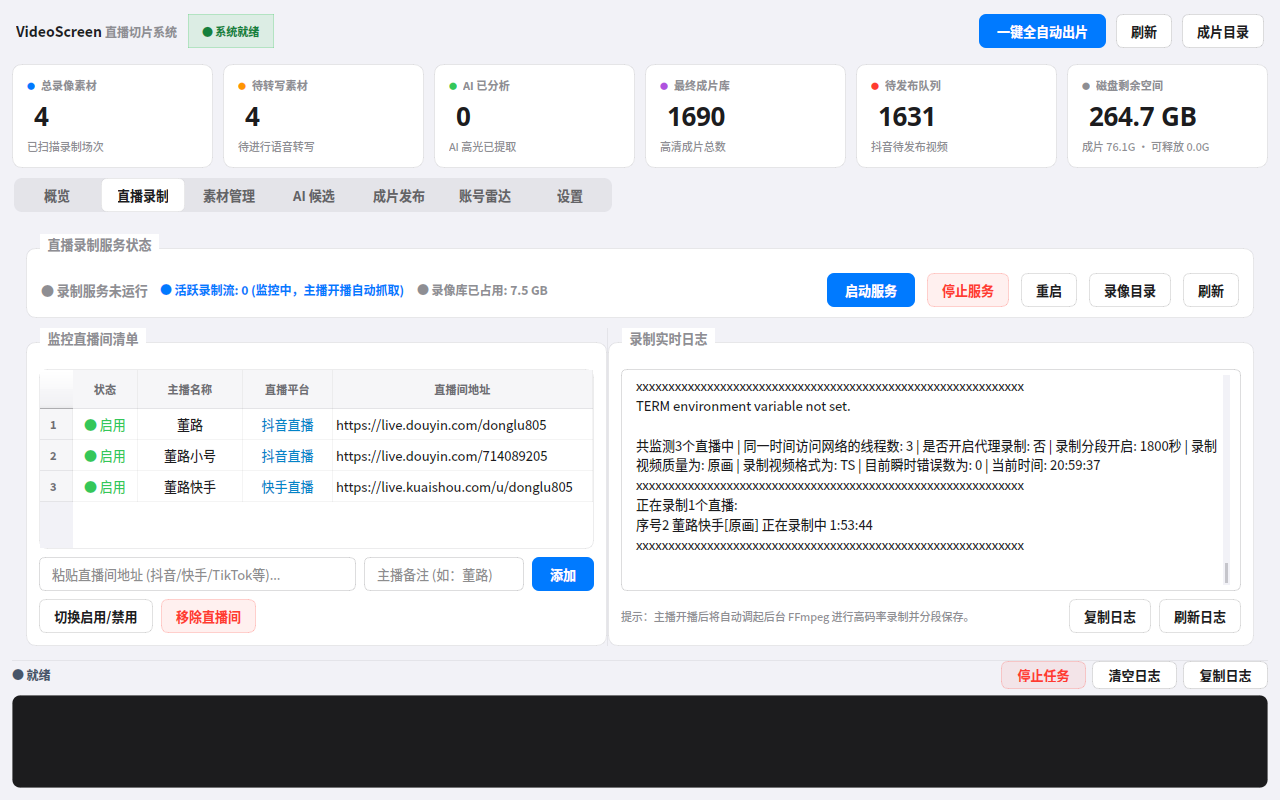 VideoScreen 直播切片系统
系统就绪
一键全自动出片
刷新
成片目录
总录像素材
4
已扫描录制场次
待转写素材
4
待进行语音转写
AI 已分析
0
AI 高光已提取
最终成片库
1690
高清成片总数
待发布队列
1631
抖音待发布视频
磁盘剩余空间
264.7 GB
成片 76.1G · 可释放 0.0G
概览
直播录制
素材管理
AI 候选
成片发布
账号雷达
设置
直播录制服务状态
录制服务未运行
活跃录制流: 0 (监控中，主播开播自动抓取)
录像库已占用: 7.5 GB
启动服务
停止服务
重启
录像目录
刷新
监控直播间清单
状态 主播名称 直播平台 直播间地址
1 启用 董路 抖音直播 https://live.douyin.com/donglu805
2 启用 董路小号 抖音直播 https://live.douyin.com/714089205
3 启用 董路快手 快手直播 https://live.kuaishou.com/u/donglu805
粘贴直播间地址 (抖音/快手/TikTok等)...
主播备注 (如：董路)
添加
切换启用/禁用
移除直播间
录制实时日志
xxxxxxxxxxxxxxxxxxxxxxxxxxxxxxxxxxxxxxxxxxxxxxxxxxxxxxxxxxxx
TERM environment variable not set.
共监测3个直播中 | 同一时间访问网络的线程数: 3 | 是否开启代理录制: 否 | 录制分段开启: 1800秒 | 录制
视频质量为: 原画 | 录制视频格式为: TS | 目前瞬时错误数为: 0 | 当前时间: 20:59:37
xxxxxxxxxxxxxxxxxxxxxxxxxxxxxxxxxxxxxxxxxxxxxxxxxxxxxxxxxxxx
正在录制1个直播:
序号2 董路快手[原画] 正在录制中 1:53:44
xxxxxxxxxxxxxxxxxxxxxxxxxxxxxxxxxxxxxxxxxxxxxxxxxxxxxxxxxxxx
提示：主播开播后将自动调起后台 FFmpeg 进行高码率录制并分段保存。
复制日志
刷新日志
就绪
停止任务
清空日志
复制日志